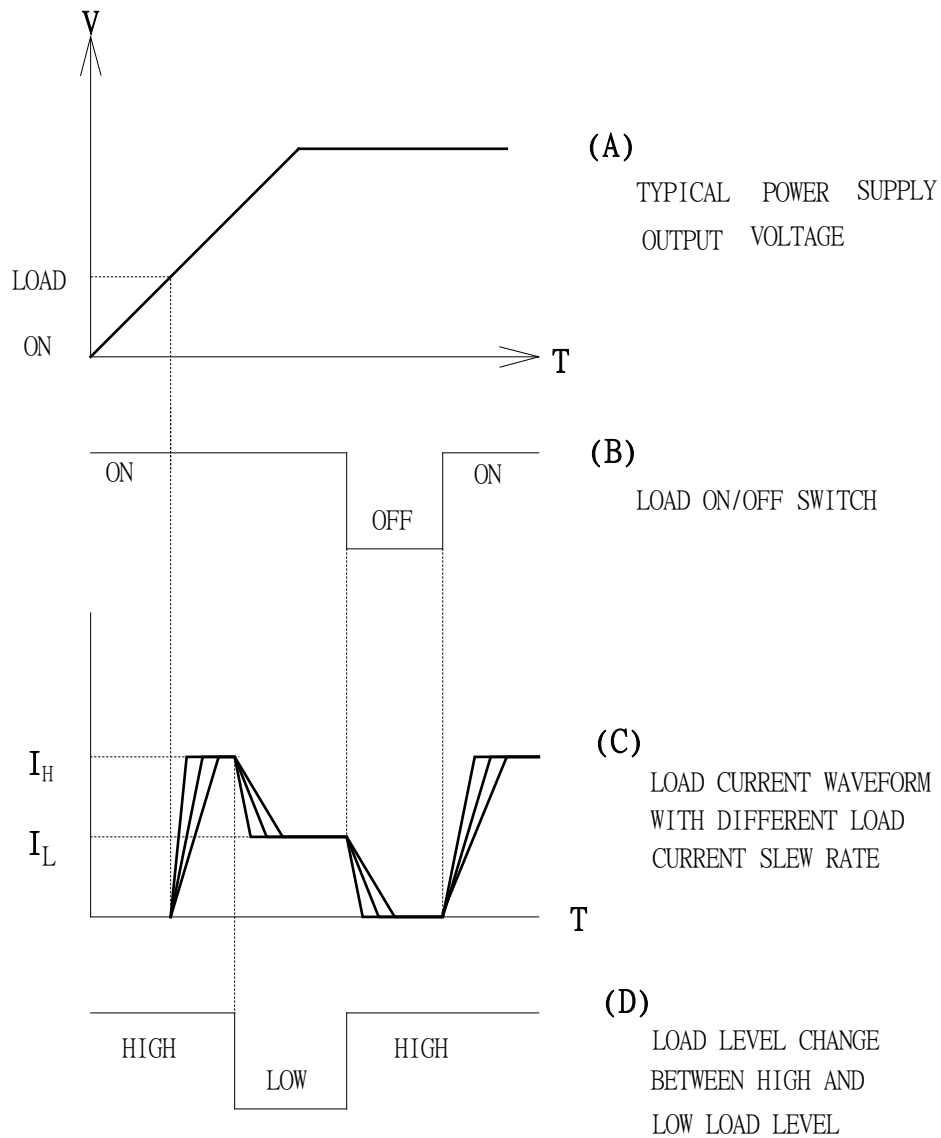 V
(A)
TYPICAL POWER SUPPLY
OUTPUT VOLTAGE
LOAD
ON
T
(B)
ON
ON
LOAD ON/OFF SWITCH
OFF
(C)
I_H
LOAD CURRENT WAVEFORM
WITH DIFFERENT LOAD
I_L
CURRENT SLEW RATE
T
(D)
HIGH
HIGH
LOAD LEVEL CHANGE
LOW
BETWEEN HIGH AND
LOW LOAD LEVEL